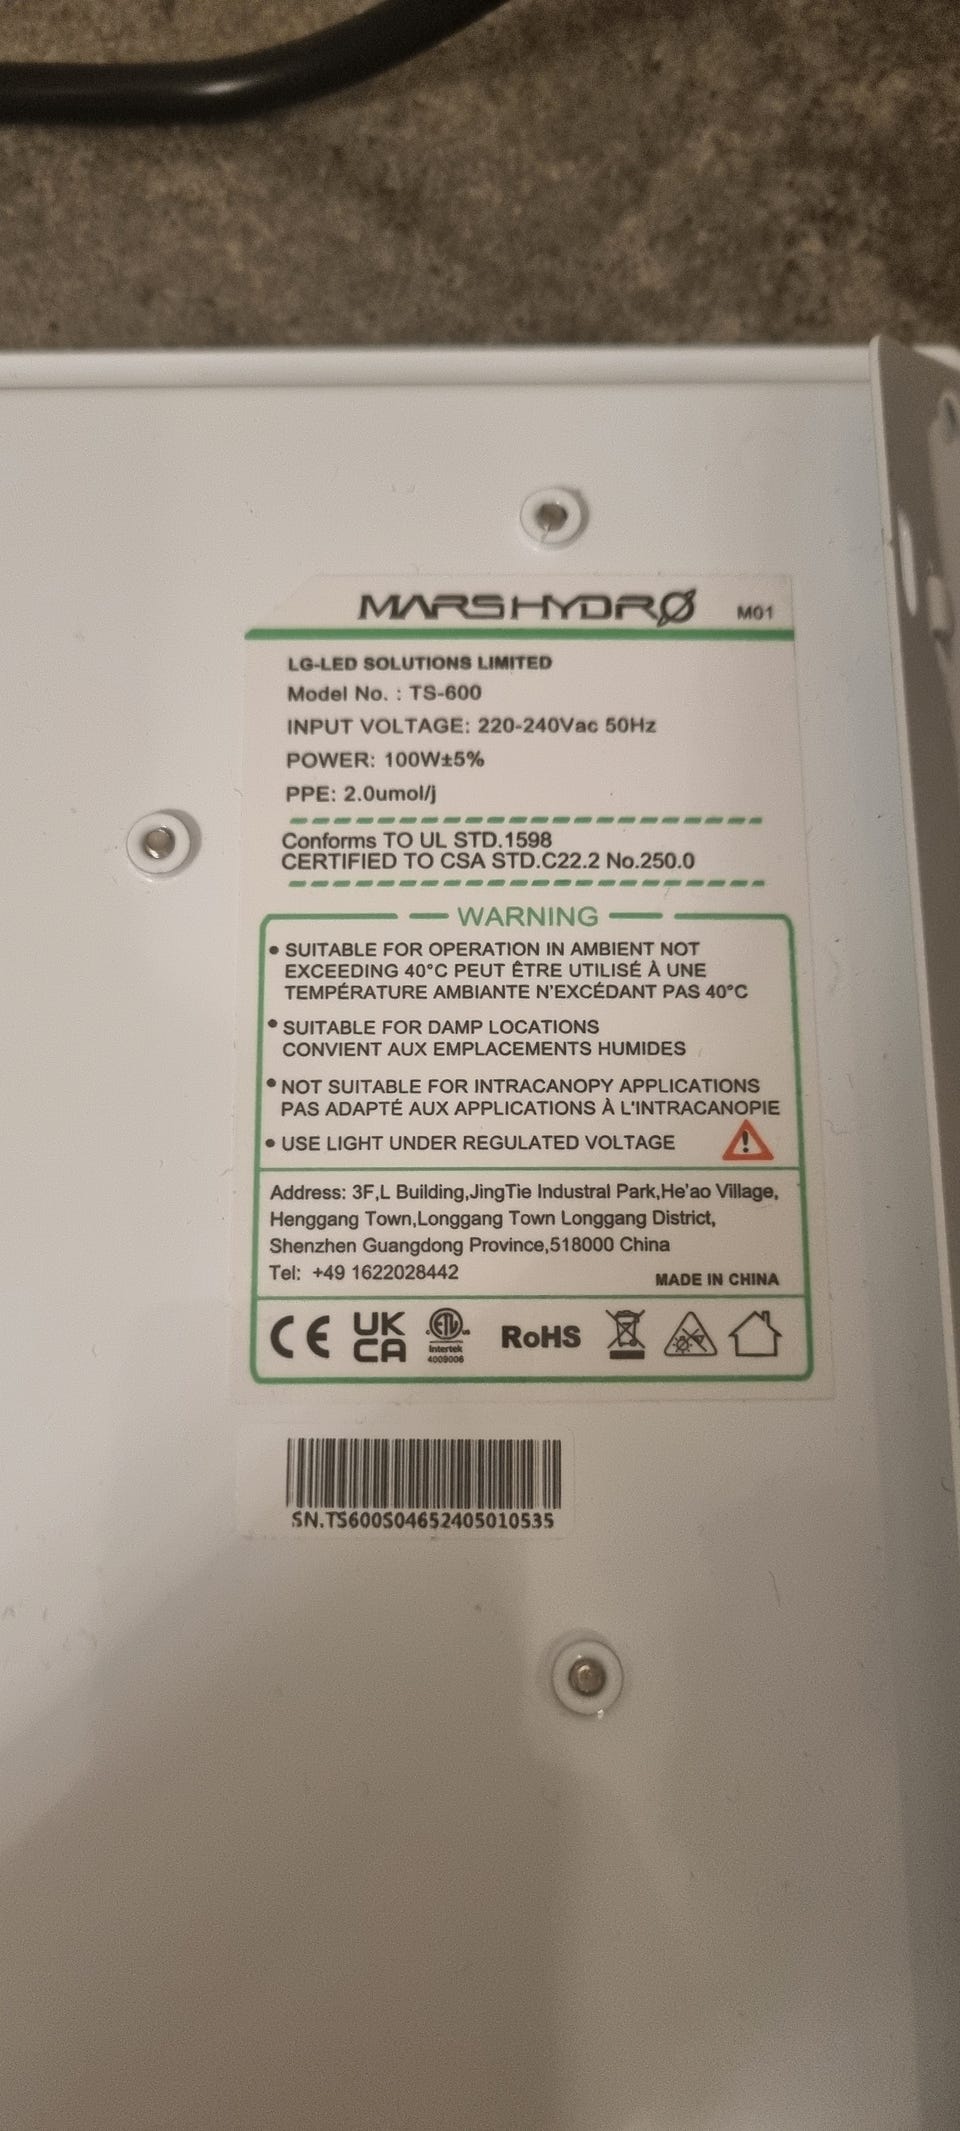 MARS HYDRO M01
LG-LED SOLUTIONS LIMITED
Model No. : TS-600
INPUT VOLTAGE: 220-240Vac 50Hz
POWER: 100W±5%
PPE: 2.0umol/j
Conforms TO UL STD.1598
CERTIFIED TO CSA STD.C22.2 No.250.0
WARNING
• SUITABLE FOR OPERATION IN AMBIENT NOT
EXCEEDING 40°C PEUT ÊTRE UTILISÉ À UNE
TEMPÉRATURE AMBIANTE N'EXCÉDANT PAS 40°C
• SUITABLE FOR DAMP LOCATIONS
CONVIENT AUX EMPLACEMENTS HUMIDES
• NOT SUITABLE FOR INTRACANOPY APPLICATIONS
PAS ADAPTÉ AUX APPLICATIONS À L'INTRACANOPIE
• USE LIGHT UNDER REGULATED VOLTAGE
Address: 3F,L Building,JingTie Industral Park,He'ao Village,
Henggang Town,Longgang Town Longgang District,
Shenzhen Guangdong Province,518000 China
Tel: +49 1622028442
MADE IN CHINA
CE UK CA ETL Intertek 4009006 RoHS
SN.TS600S04652405010535